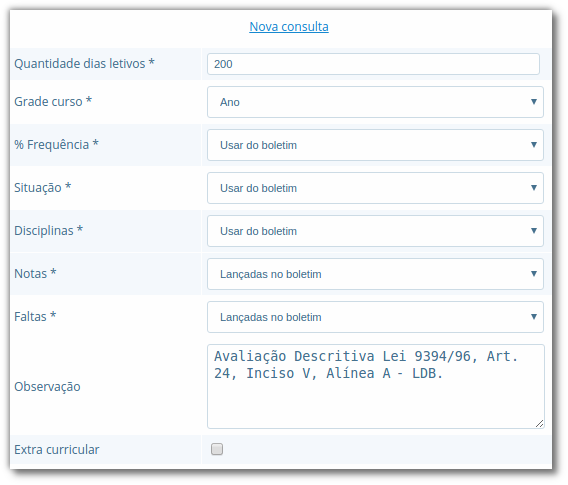 Nova consulta
Quantidade dias letivos * 200
Grade curso * Ano
% Frequência * Usar do boletim
Situação * Usar do boletim
Disciplinas * Usar do boletim
Notas * Lançadas no boletim
Faltas * Lançadas no boletim
Observação
Avaliação Descritiva Lei 9394/96, Art.
24, Inciso V, Alínea A - LDB.
Extra curricular